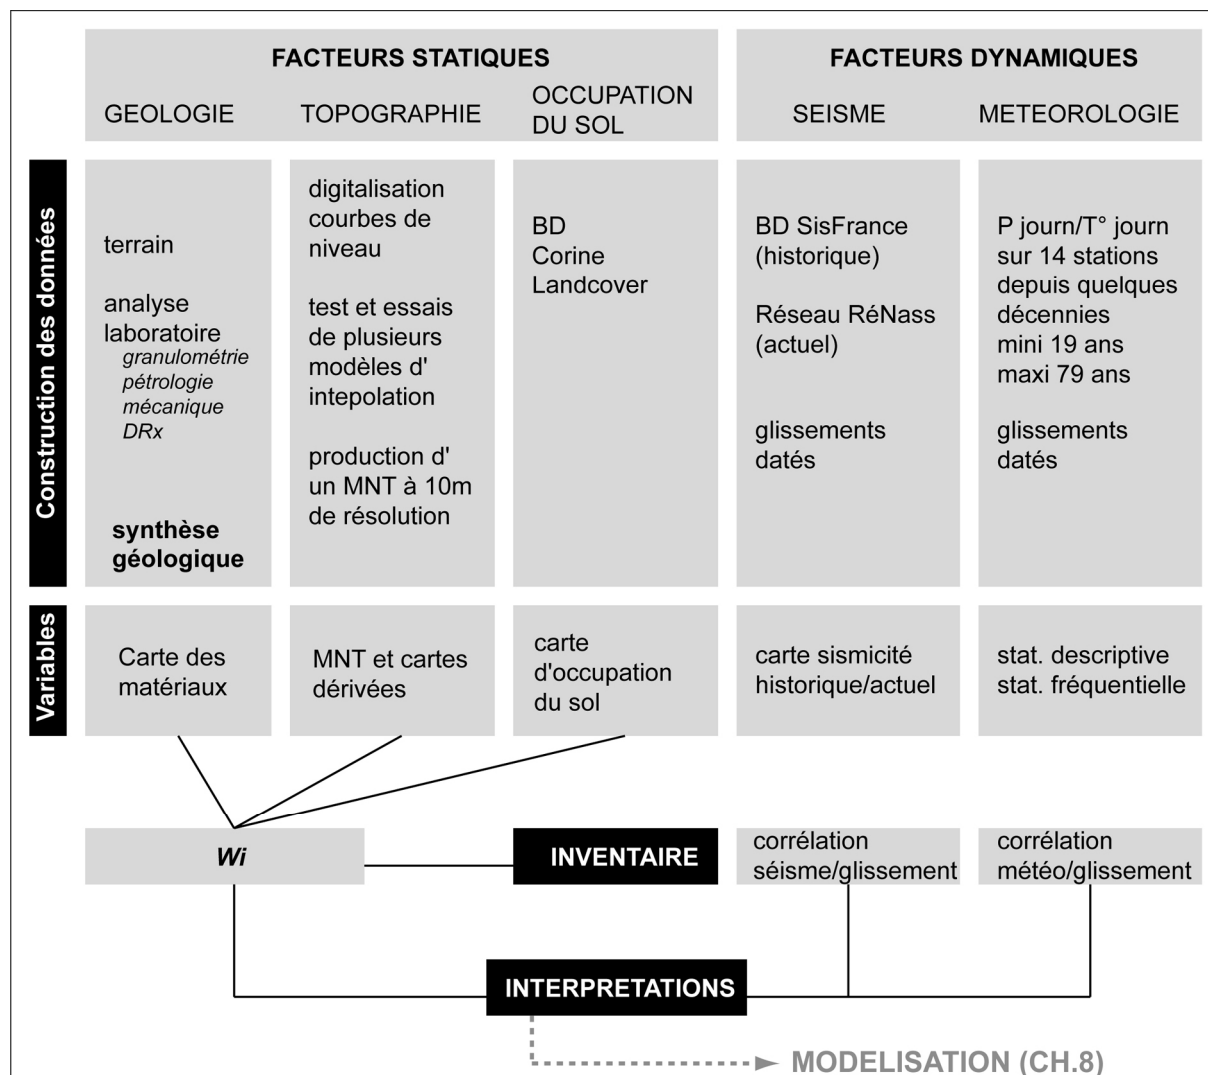 FACTEURS STATIQUES
GEOLOGIE
TOPOGRAPHIE
OCCUPATION
DU SOL
FACTEURS DYNAMIQUES
SEISME
METEOROLOGIE
Construction des données
terrain
analyse
laboratoire
granulométrie
pétrologie
mécanique
DRx
synthèse
géologique
digitalisation
courbes de
niveau
test et essais
de plusieurs
modèles d'
intepolation
production d'
un MNT à 10m
de résolution
BD
Corine
Landcover
BD SisFrance
(historique)
Réseau RéNass
(actuel)
glissements
datés
P journ/T° journ
sur 14 stations
depuis quelques
décennies
mini 19 ans
maxi 79 ans
glissements
datés
Variables
Carte des
matériaux
MNT et cartes
dérivées
carte
d'occupation
du sol
carte sismicité
historique/actuel
stat. descriptive
stat. fréquentielle
Wi
INVENTAIRE
corrélation
séisme/glissement
corrélation
météo/glissement
INTERPRETATIONS
MODELISATION (CH.8)